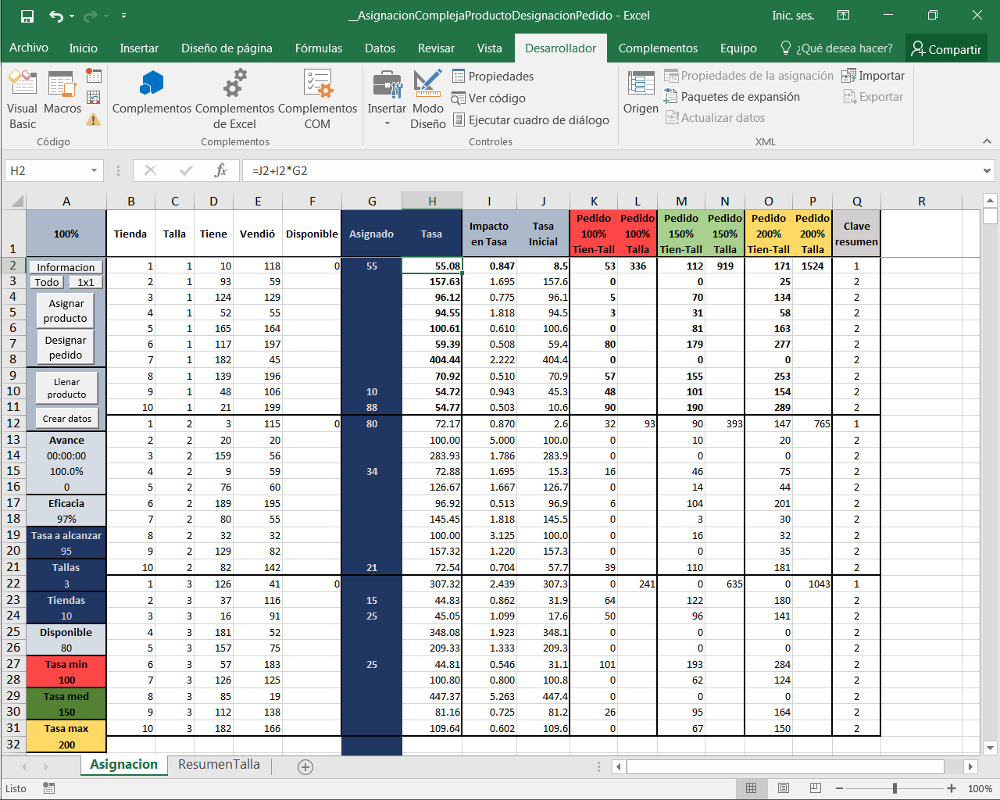 __AsignacionComplejaProductoDesignacionPedido - Excel
Inic. ses.
Archivo Inicio Insertar Diseño de página Fórmulas Datos Revisar Vista Desarrollador Complementos Equipo ¿Qué desea hacer? Compartir
Visual Basic
Macros
Código
Complementos
Complementos de Excel
Complementos COM
Complementos
Insertar
Modo Diseño
Propiedades
Ver código
Ejecutar cuadro de diálogo
Controles
Origen
Propiedades de la asignación
Paquetes de expansión
Actualizar datos
Importar
Exportar
XML
H2
fx
=J2+I2*G2
A B C D E F G H I J K L M N O P Q R
1 100% Tienda Talla Tiene Vendió Disponible Asignado Tasa Impacto en Tasa Tasa Inicial Pedido 100% Tien-Tall Pedido 100% Talla Pedido 150% Tien-Tall Pedido 150% Talla Pedido 200% Tien-Tall Pedido 200% Talla Clave resumen
2 Informacion 1 1 10 118 0 55 55.08 0.847 8.5 53 336 112 919 171 1524 1
3 Todo 1x1 2 1 93 59 157.63 1.695 157.6 0 0 25 2
4 Asignar producto 3 1 124 129 96.12 0.775 96.1 5 70 134 2
5 4 1 52 55 94.55 1.818 94.5 3 31 58 2
6 5 1 165 164 100.61 0.610 100.6 0 81 163 2
7 Designar pedido 6 1 117 197 59.39 0.508 59.4 80 179 277 2
8 7 1 182 45 404.44 2.222 404.4 0 0 0 2
9 Llenar producto 8 1 139 196 70.92 0.510 70.9 57 155 253 2
10 9 1 48 106 10 54.72 0.943 45.3 48 101 154 2
11 Crear datos 10 1 21 199 88 54.77 0.503 10.6 90 190 289 2
12 1 2 3 115 0 80 72.17 0.870 2.6 32 93 90 393 147 765 1
13 Avance 2 2 20 20 100.00 5.000 100.0 0 10 20 2
14 00:00:00 3 2 159 56 283.93 1.786 283.9 0 0 0 2
15 100.0% 4 2 9 59 34 72.88 1.695 15.3 16 46 75 2
16 0 5 2 76 60 126.67 1.667 126.7 0 14 44 2
17 Eficacia 6 2 189 195 96.92 0.513 96.9 6 104 201 2
18 97% 7 2 80 55 145.45 1.818 145.5 0 3 30 2
19 Tasa a alcanzar 8 2 32 32 100.00 3.125 100.0 0 16 32 2
20 95 9 2 129 82 157.32 1.220 157.3 0 0 35 2
21 Tallas 10 2 82 142 21 72.54 0.704 57.7 39 110 181 2
22 3 1 3 126 41 0 307.32 2.439 307.3 0 241 0 635 0 1043 1
23 Tiendas 2 3 37 116 15 44.83 0.862 31.9 64 122 180 2
24 10 3 3 16 91 25 45.05 1.099 17.6 50 96 141 2
25 Disponible 4 3 181 52 348.08 1.923 348.1 0 0 0 2
26 80 5 3 157 75 209.33 1.333 209.3 0 0 0 2
27 Tasa min 6 3 57 183 25 44.81 0.546 31.1 101 193 284 2
28 100 7 3 126 125 100.80 0.800 100.8 0 62 124 2
29 Tasa med 8 3 85 19 447.37 5.263 447.4 0 0 0 2
30 150 9 3 112 138 81.16 0.725 81.2 26 95 164 2
31 Tasa max 10 3 182 166 109.64 0.602 109.6 0 67 150 2
32 200
Asignacion ResumenTalla
Listo
100%